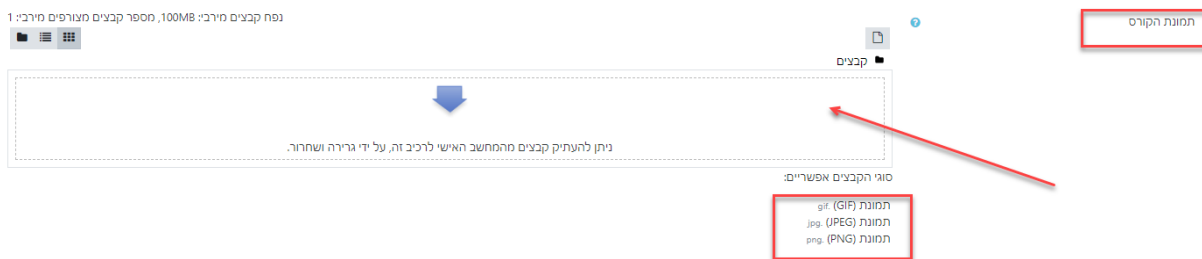 תמונת הקורס
נפח קבצים מירבי: 100MB, מספר קבצים מצורפים מירבי: 1
קבצים
ניתן להעתיק קבצים מהמחשב האישי לרכיב זה, על ידי גרירה ושחרור.
סוגי הקבצים אפשריים:
תמונת (GIF) .gif
תמונת (JPEG) .jpg
תמונת (PNG) .png